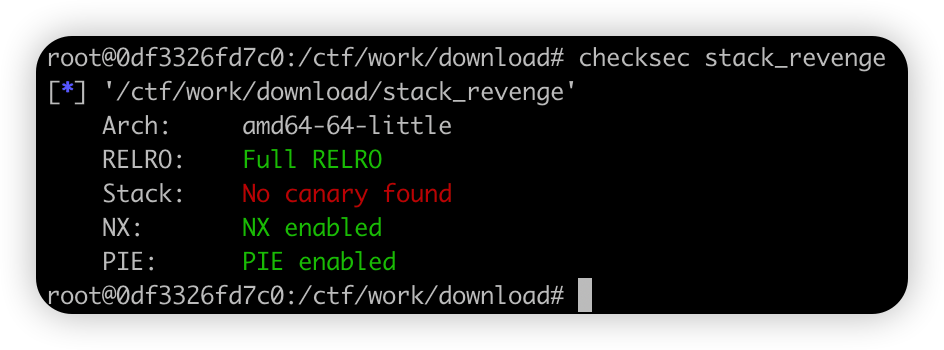 root@0df3326fd7c0:/ctf/work/download# checksec stack_revenge
[*] '/ctf/work/download/stack_revenge'
    Arch:     amd64-64-little
    RELRO:    Full RELRO
    Stack:    No canary found
    NX:       NX enabled
    PIE:      PIE enabled
root@0df3326fd7c0:/ctf/work/download#